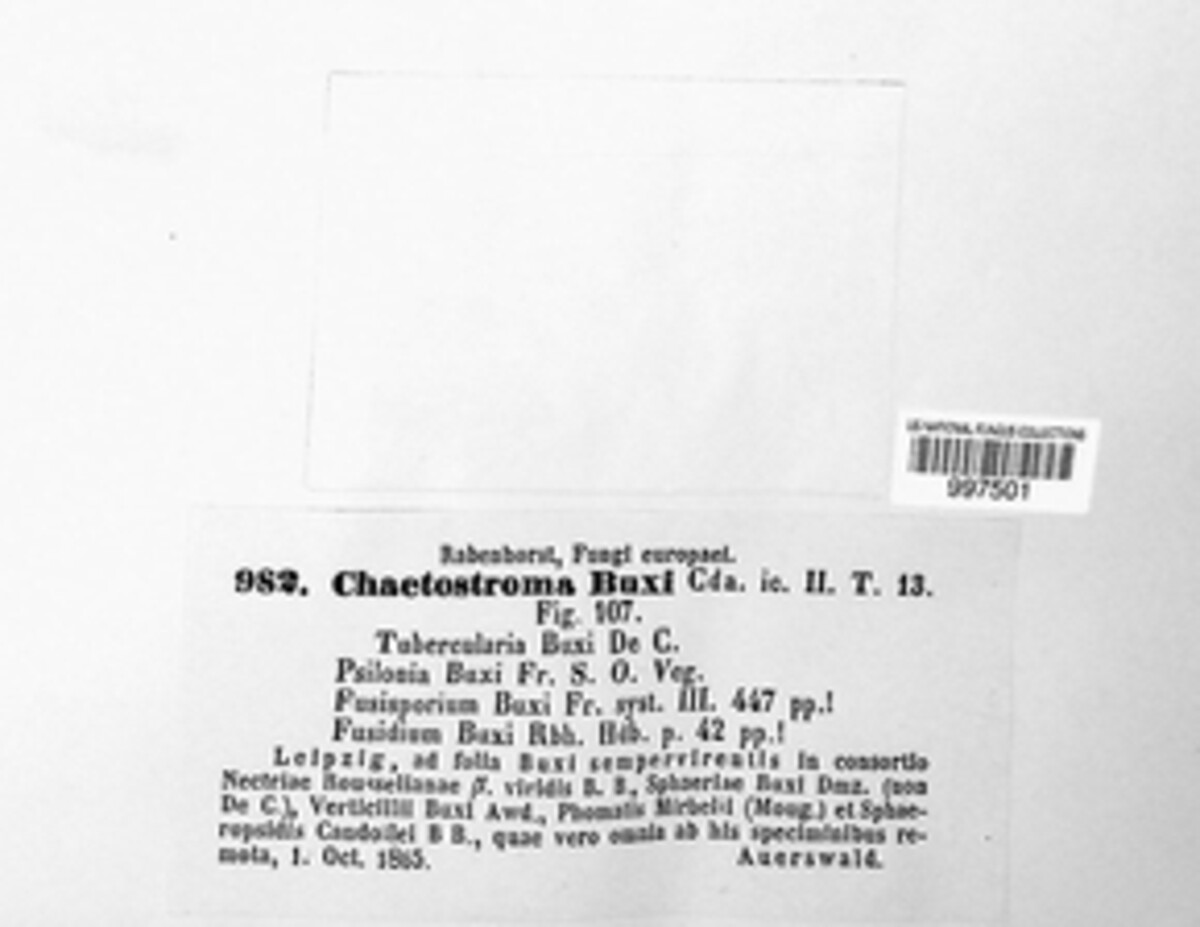 US NATIONAL FUNGUS COLLECTIONS
997501
Rabenhorst, Fungi europaei.
982. Chaetostroma Buxi Cda. ic. II. T. 13.
Fig. 107.
Tubercularia Buxi De C.
Psilonia Buxi Fr. S. O. Veg.
Fusisporium Buxi Fr. syst. III. 447 pp.!
Fusidium Buxi Rbh. Hdb. p. 42 pp.!
Leipzig, ad folia Buxi sempervirentis in consortio
Nectriae Rousselianae β. viridis B. B., Sphaeriae Buxi Dmz. (non
De C.), Verticillii Buxi Awd., Phomatis Mirbelii (Moug.) et Sphae-
ropsidis Candollei B B., quae vero omnia ab his speciminibus re-
mota, 1. Oct. 1865. Auerswald.